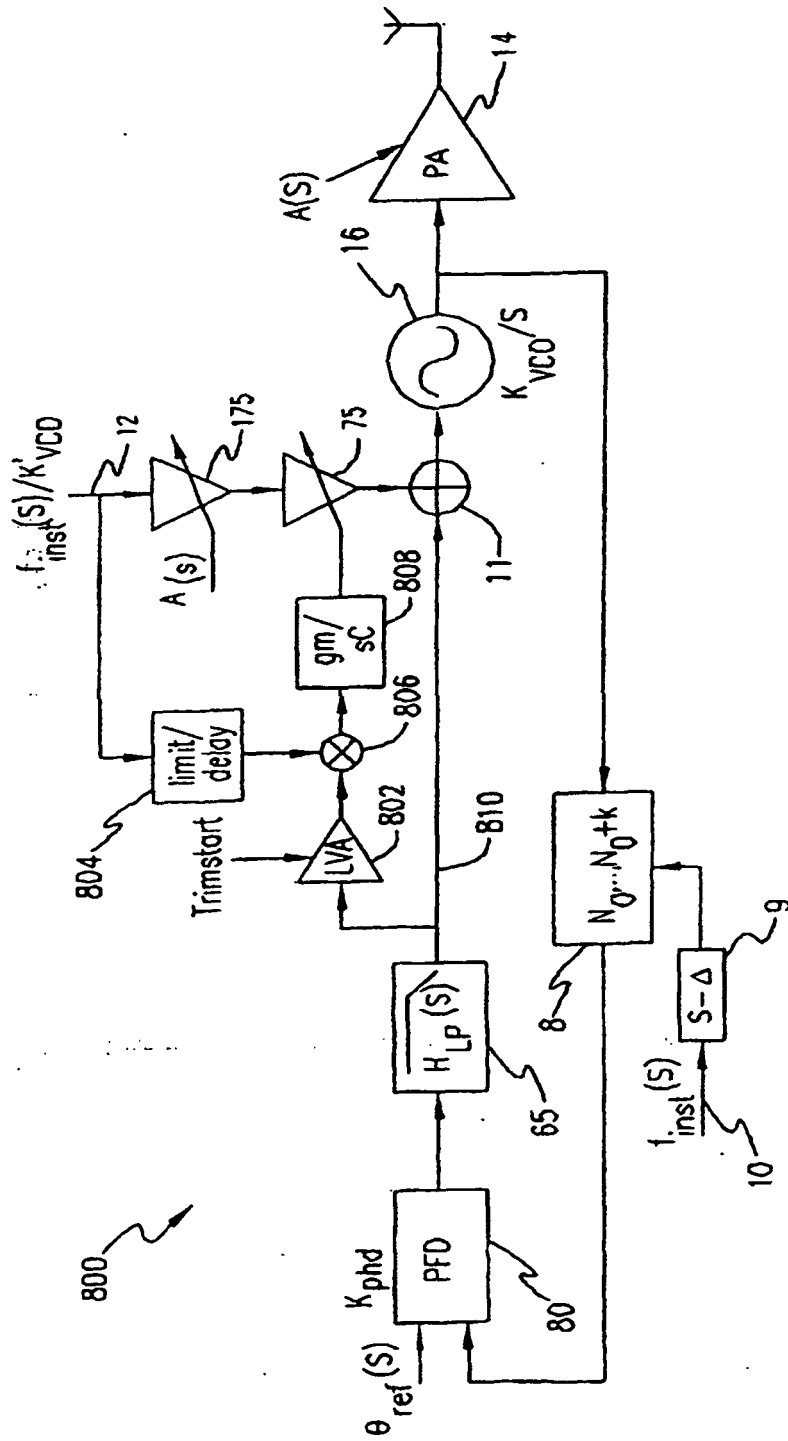 800
θref(S)
Kphd
PFD
80
HLP(S)
65
810
Trimstart
LVA
802
804
limit/
delay
806
gm/
sC
808
finst(S)/K'VCO
12
A(s)
175
75
11
16
KVCO/S
A(S)
PA
14
N0,...,N0+k
8
S-Δ
9
finst(S)
10